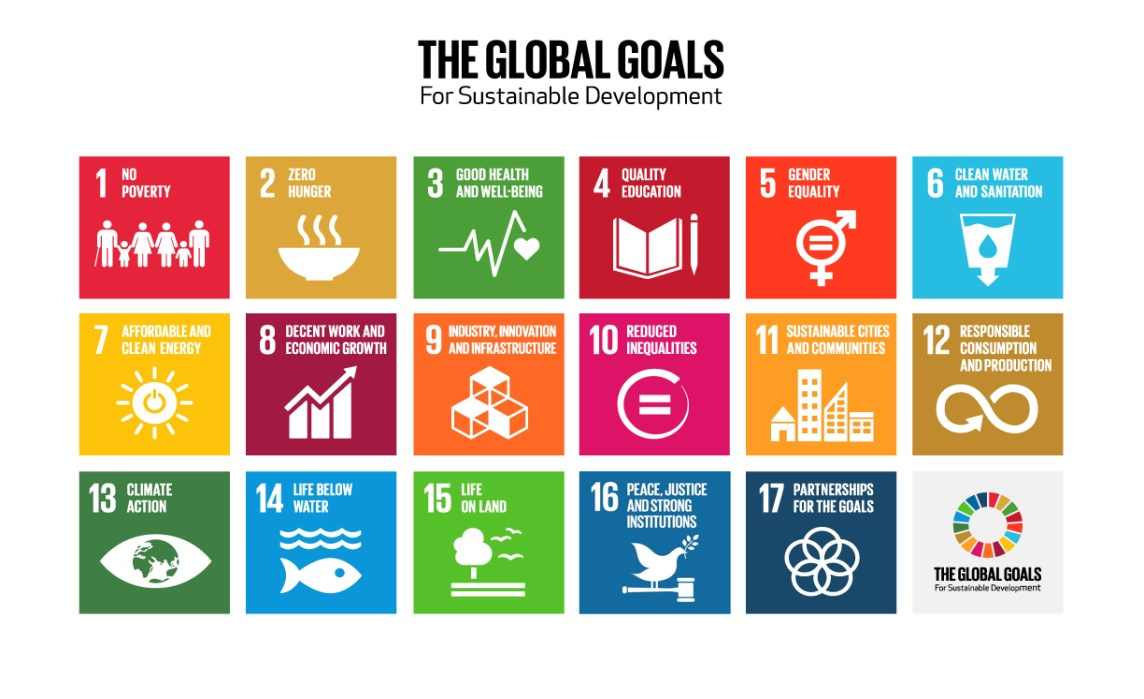 THE GLOBAL GOALS
For Sustainable Development
1 NO
POVERTY
2 ZERO
HUNGER
3 GOOD HEALTH
AND WELL-BEING
4 QUALITY
EDUCATION
5 GENDER
EQUALITY
6 CLEAN WATER
AND SANITATION
7 AFFORDABLE AND
CLEAN ENERGY
8 DECENT WORK AND
ECONOMIC GROWTH
9 INDUSTRY, INNOVATION
AND INFRASTRUCTURE
10 REDUCED
INEQUALITIES
11 SUSTAINABLE CITIES
AND COMMUNITIES
12 RESPONSIBLE
CONSUMPTION
AND PRODUCTION
13 CLIMATE
ACTION
14 LIFE BELOW
WATER
15 LIFE
ON LAND
16 PEACE, JUSTICE
AND STRONG
INSTITUTIONS
17 PARTNERSHIPS
FOR THE GOALS
THE GLOBAL GOALS
For Sustainable Development